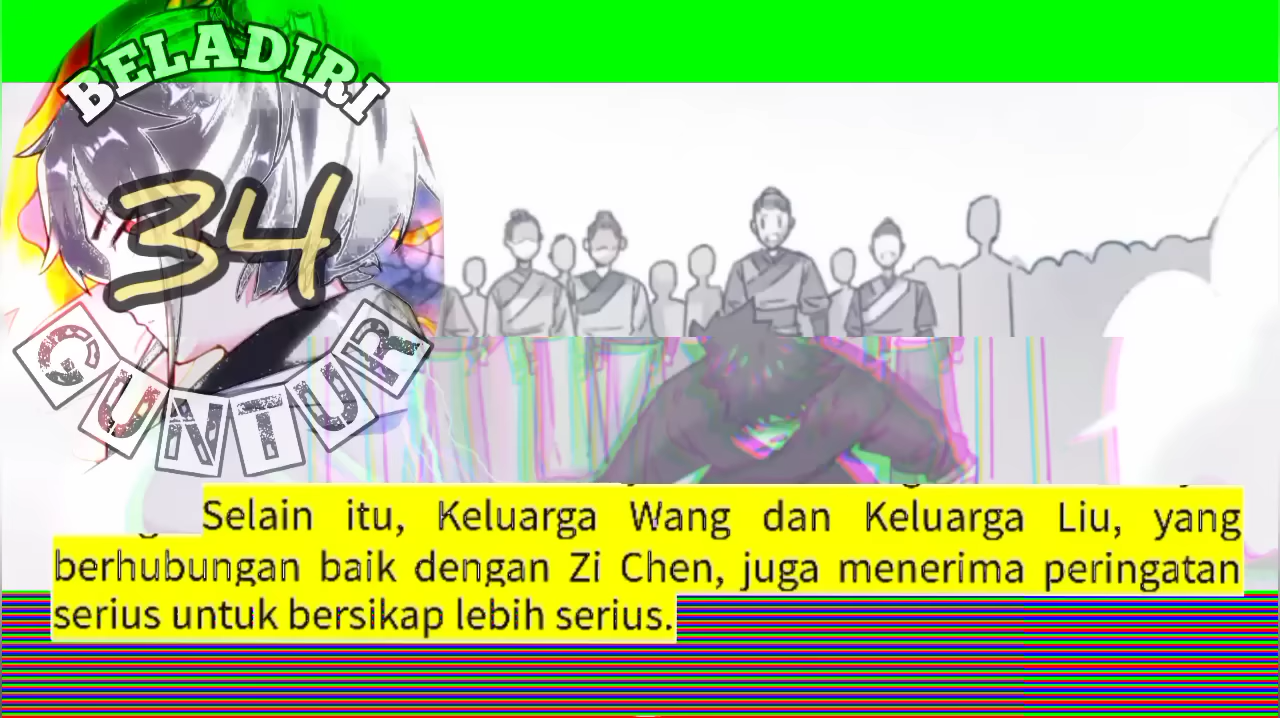 BELADIRI
34
GUNTUR
Selain itu, Keluarga Wang dan Keluarga Liu, yang
berhubungan baik dengan Zi Chen, juga menerima peringatan
serius untuk bersikap lebih serius.